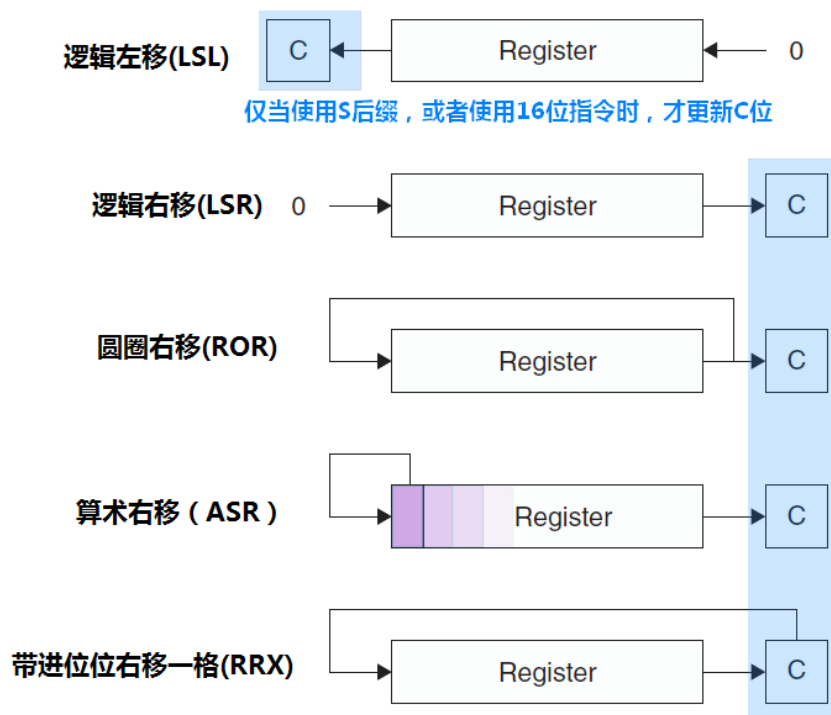 逻辑左移(LSL) C Register 0
仅当使用S后缀，或者使用16位指令时，才更新C位
逻辑右移(LSR) 0 Register C
圆圈右移(ROR) Register C
算术右移（ASR） Register C
带进位位右移一格(RRX) Register C